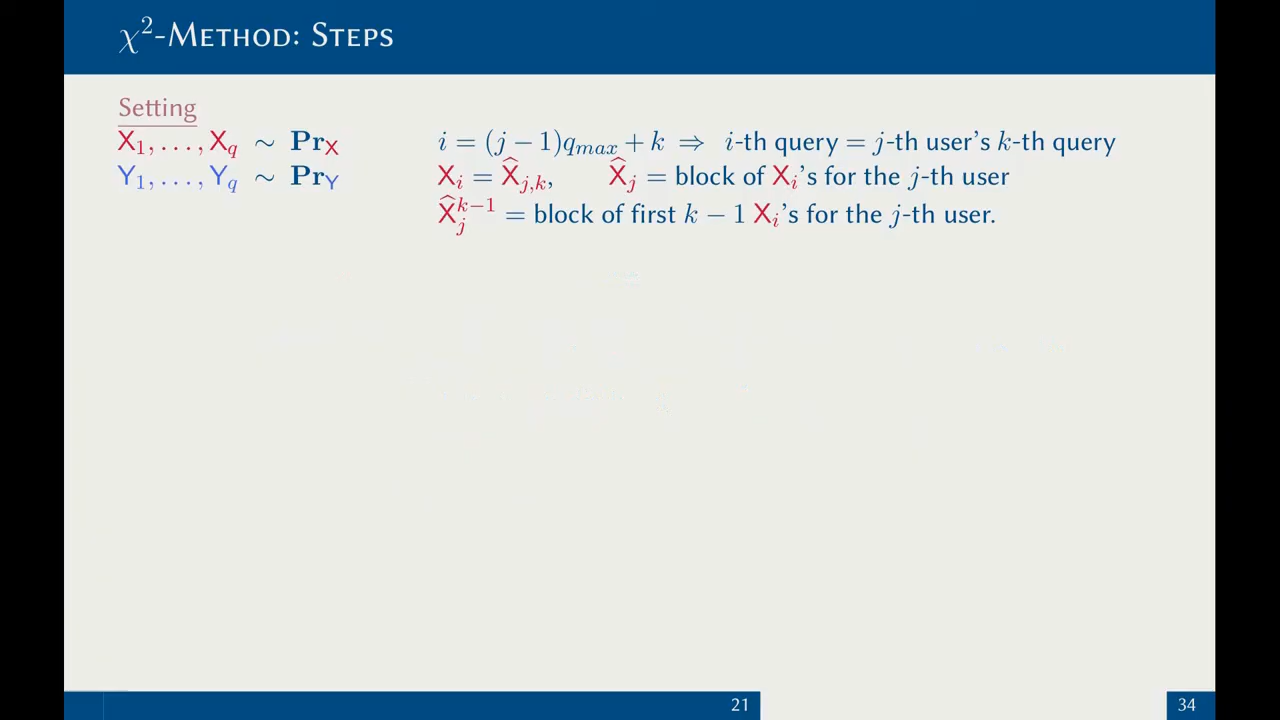 χ²-Method: Steps
Setting
X₁, . . . , X_q ∼ Pr_X
i = (j − 1)q_max + k ⇒ i-th query = j-th user's k-th query
Y₁, . . . , Y_q ∼ Pr_Y
X_i = X̂_{j,k}, X̂_j = block of X_i's for the j-th user
X̂_j^{k−1} = block of first k − 1 X_i's for the j-th user.
21
34